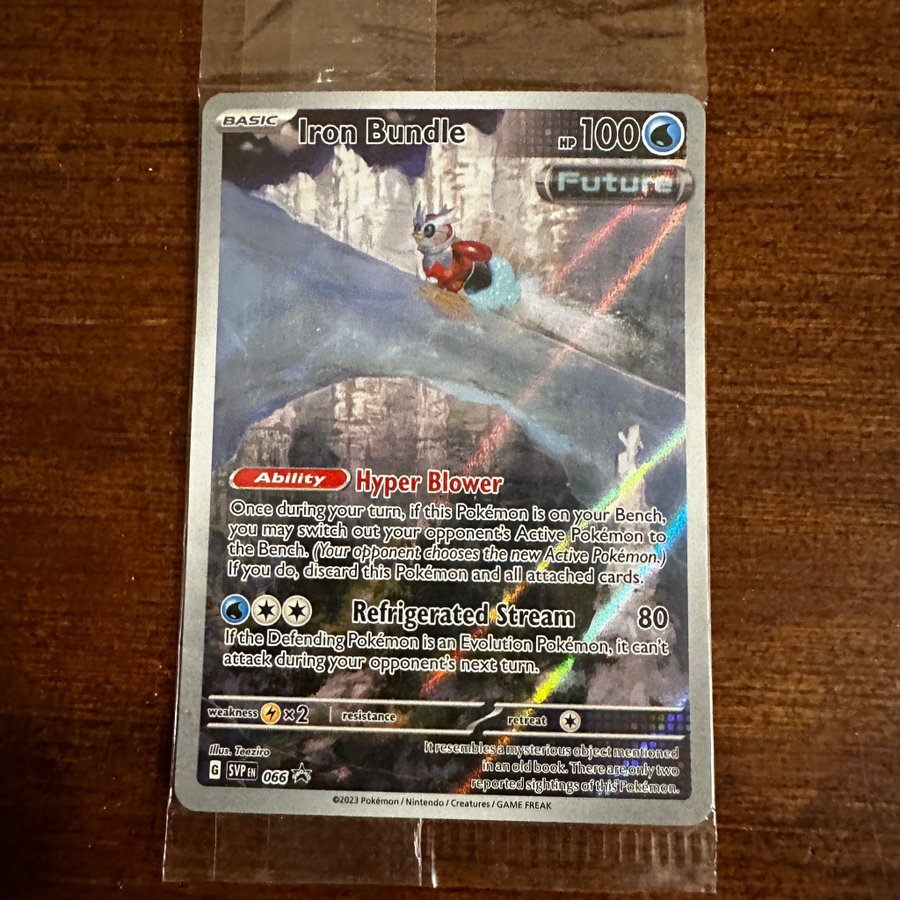 BASIC Iron Bundle HP 100
Future
Ability Hyper Blower
Once during your turn, if this Pokémon is on your Bench,
you may switch out your opponent's Active Pokémon to
the Bench. (Your opponent chooses the new Active Pokémon.)
If you do, discard this Pokémon and all attached cards.
Refrigerated Stream 80
If the Defending Pokémon is an Evolution Pokémon, it can't
attack during your opponent's next turn.
weakness ×2 resistance retreat
Illus. Teeziro
It resembles a mysterious object mentioned
in an old book. There are only two
reported sightings of this Pokémon.
G SVP EN 066
©2023 Pokémon / Nintendo / Creatures / GAME FREAK